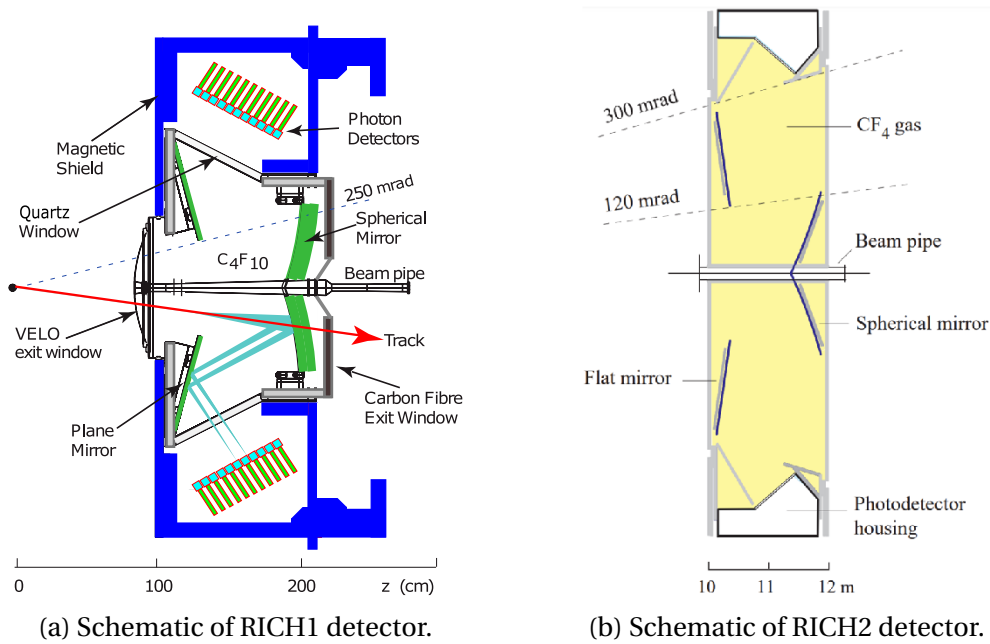 Magnetic
Shield
Photon
Detectors
250 mrad
Quartz
Window
Spherical
Mirror
C4F10
Beam pipe
VELO
exit window
Track
Plane
Mirror
Carbon Fibre
Exit Window
0
100
200
z (cm)
(a) Schematic of RICH1 detector.
300 mrad
CF4 gas
120 mrad
Beam pipe
Spherical mirror
Flat mirror
Photodetector
housing
10
11
12 m
(b) Schematic of RICH2 detector.